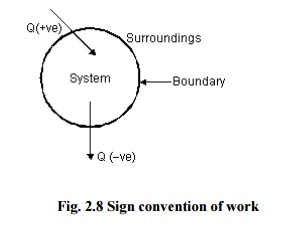 Q(+ve)
Surroundings
System
Boundary
Q (–ve)
Fig. 2.8 Sign convention of work